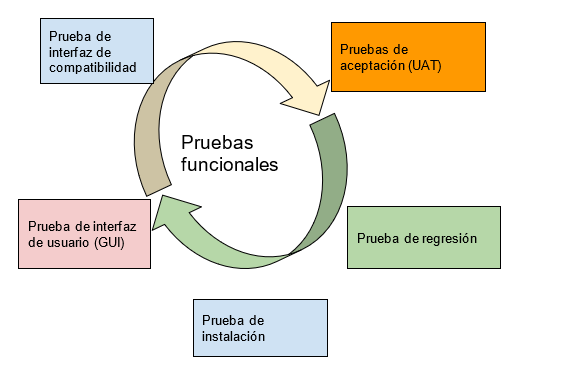 Prueba de
interfaz de
compatibilidad
Pruebas de
aceptación (UAT)
Pruebas
funcionales
Prueba de interfaz
de usuario (GUI)
Prueba de regresión
Prueba de
instalación